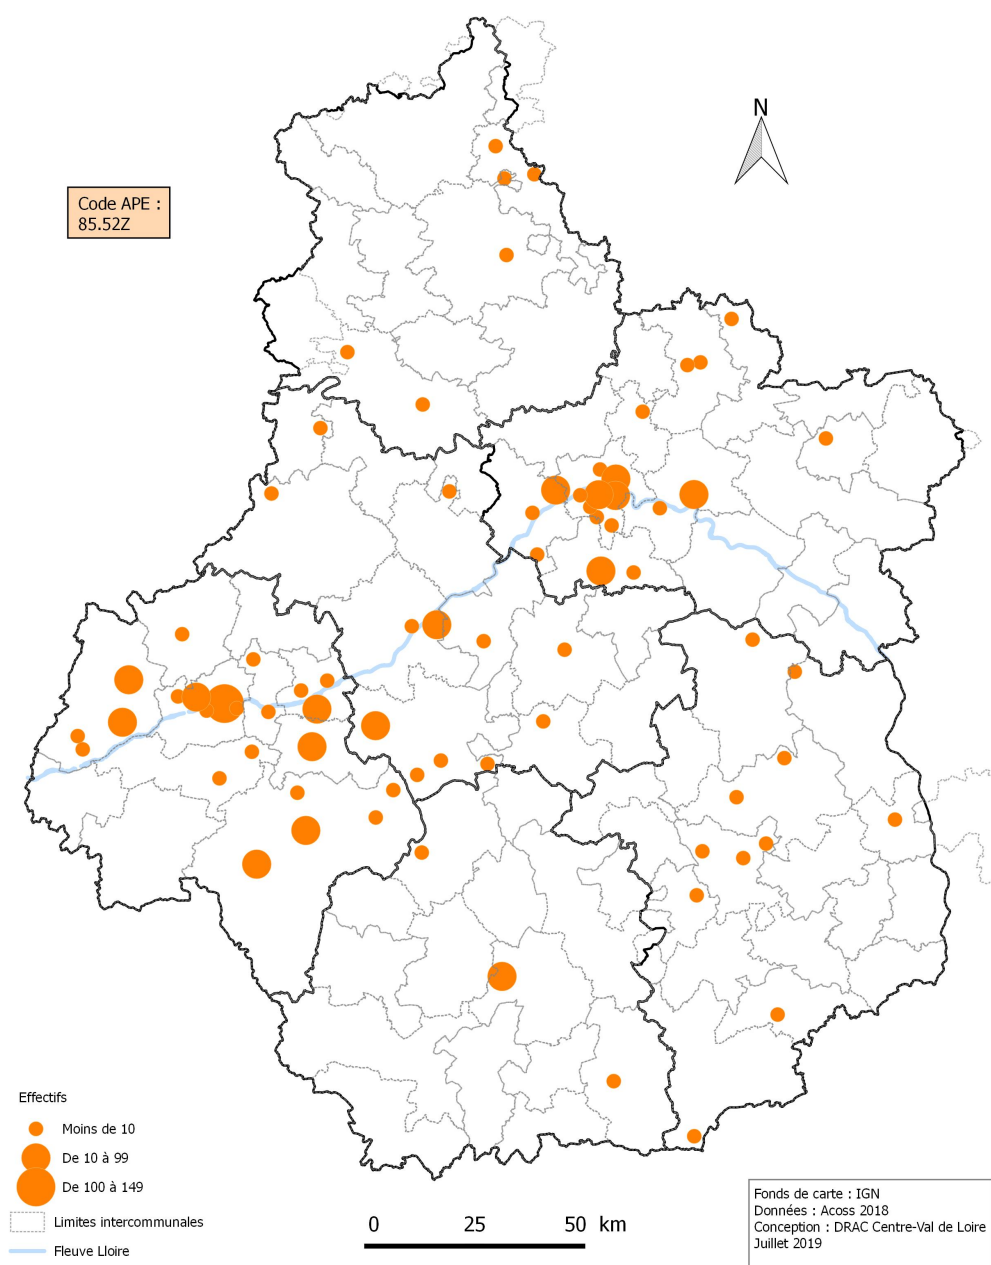 N
Code APE :
85.52Z
Effectifs
Moins de 10
De 10 à 99
De 100 à 149
Limites intercommunales
Fleuve Lloire
0 25 50 km
Fonds de carte : IGN
Données : Acoss 2018
Conception : DRAC Centre-Val de Loire
Juillet 2019